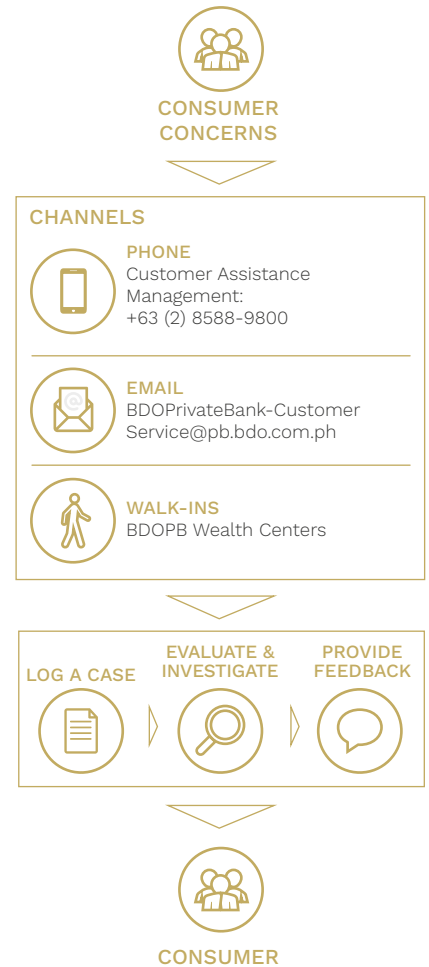 CONSUMER
CONCERNS
CHANNELS
PHONE
Customer Assistance
Management:
+63 (2) 8588-9800
@
EMAIL
BDOPrivateBank-Customer
Service@pb.bdo.com.ph
WALK-INS
BDOPB Wealth Centers
LOG A CASE
EVALUATE &
INVESTIGATE
PROVIDE
FEEDBACK
CONSUMER